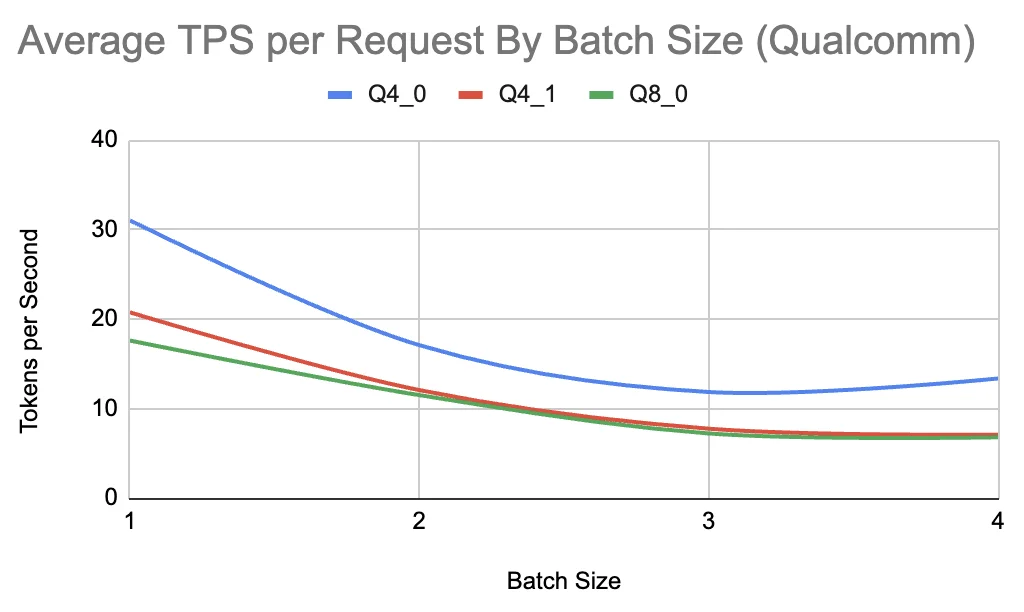 Average TPS per Request By Batch Size (Qualcomm)
Q4_0 Q4_1 Q8_0
40
30
20
10
0
Tokens per Second
1 2 3 4
Batch Size